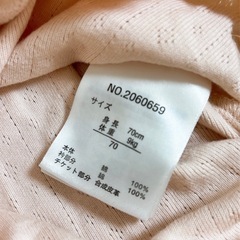 NO.2060659
サイズ
身長 70cm
体重 9kg
70
本体 綿 100%
衿部分 綿 100%
チケット部分 合成皮革 100%